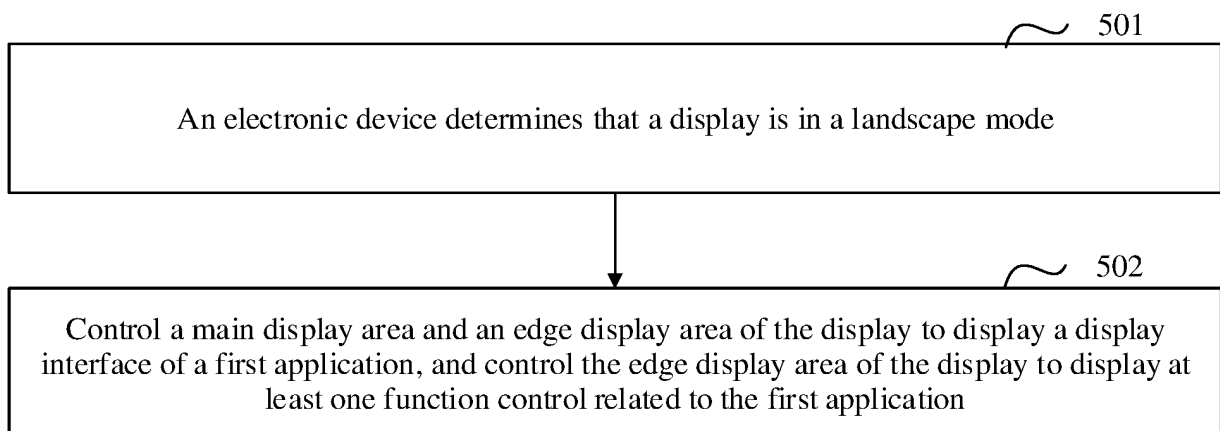 501
An electronic device determines that a display is in a landscape mode
502
Control a main display area and an edge display area of the display to display a display
interface of a first application, and control the edge display area of the display to display at
least one function control related to the first application